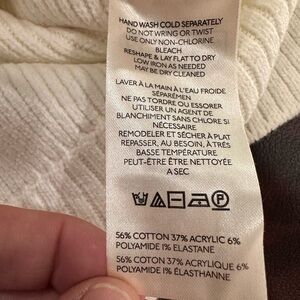 HAND WASH COLD SEPARATELY
DO NOT WRING OR TWIST
USE ONLY NON-CHLORINE
BLEACH
RESHAPE & LAY FLAT TO DRY
LOW IRON AS NEEDED
MAY BE DRY CLEANED
LAVER À LA MAIN À L'EAU FROIDE
SÉPARÉMEN
NE PAS TORDRE OU ESSORER
UTILISER UN AGENT DE
BLANCHIMENT SANS CHLORE SI
NÉCESSAIRE
REMODELER ET SÉCHER À PLAT
REPASSER, AU BESOIN, À TRÈS
BASSE TEMPÉRATURE
PEUT-ÊTRE ÊTRE NETTOYÉE
A SEC
56% COTTON 37% ACRYLIC 6%
POLYAMIDE 1% ELASTANE
56% COTON 37% ACRYLIQUE 6%
POLYAMIDE 1% ÉLASTHANNE